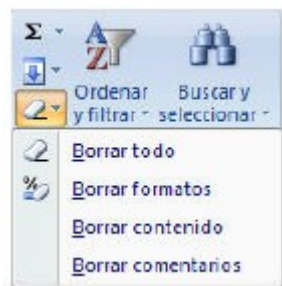 Σ
Ordenar Buscar y
y filtrar seleccionar
Borrar todo
Borrar formatos
Borrar contenido
Borrar comentarios